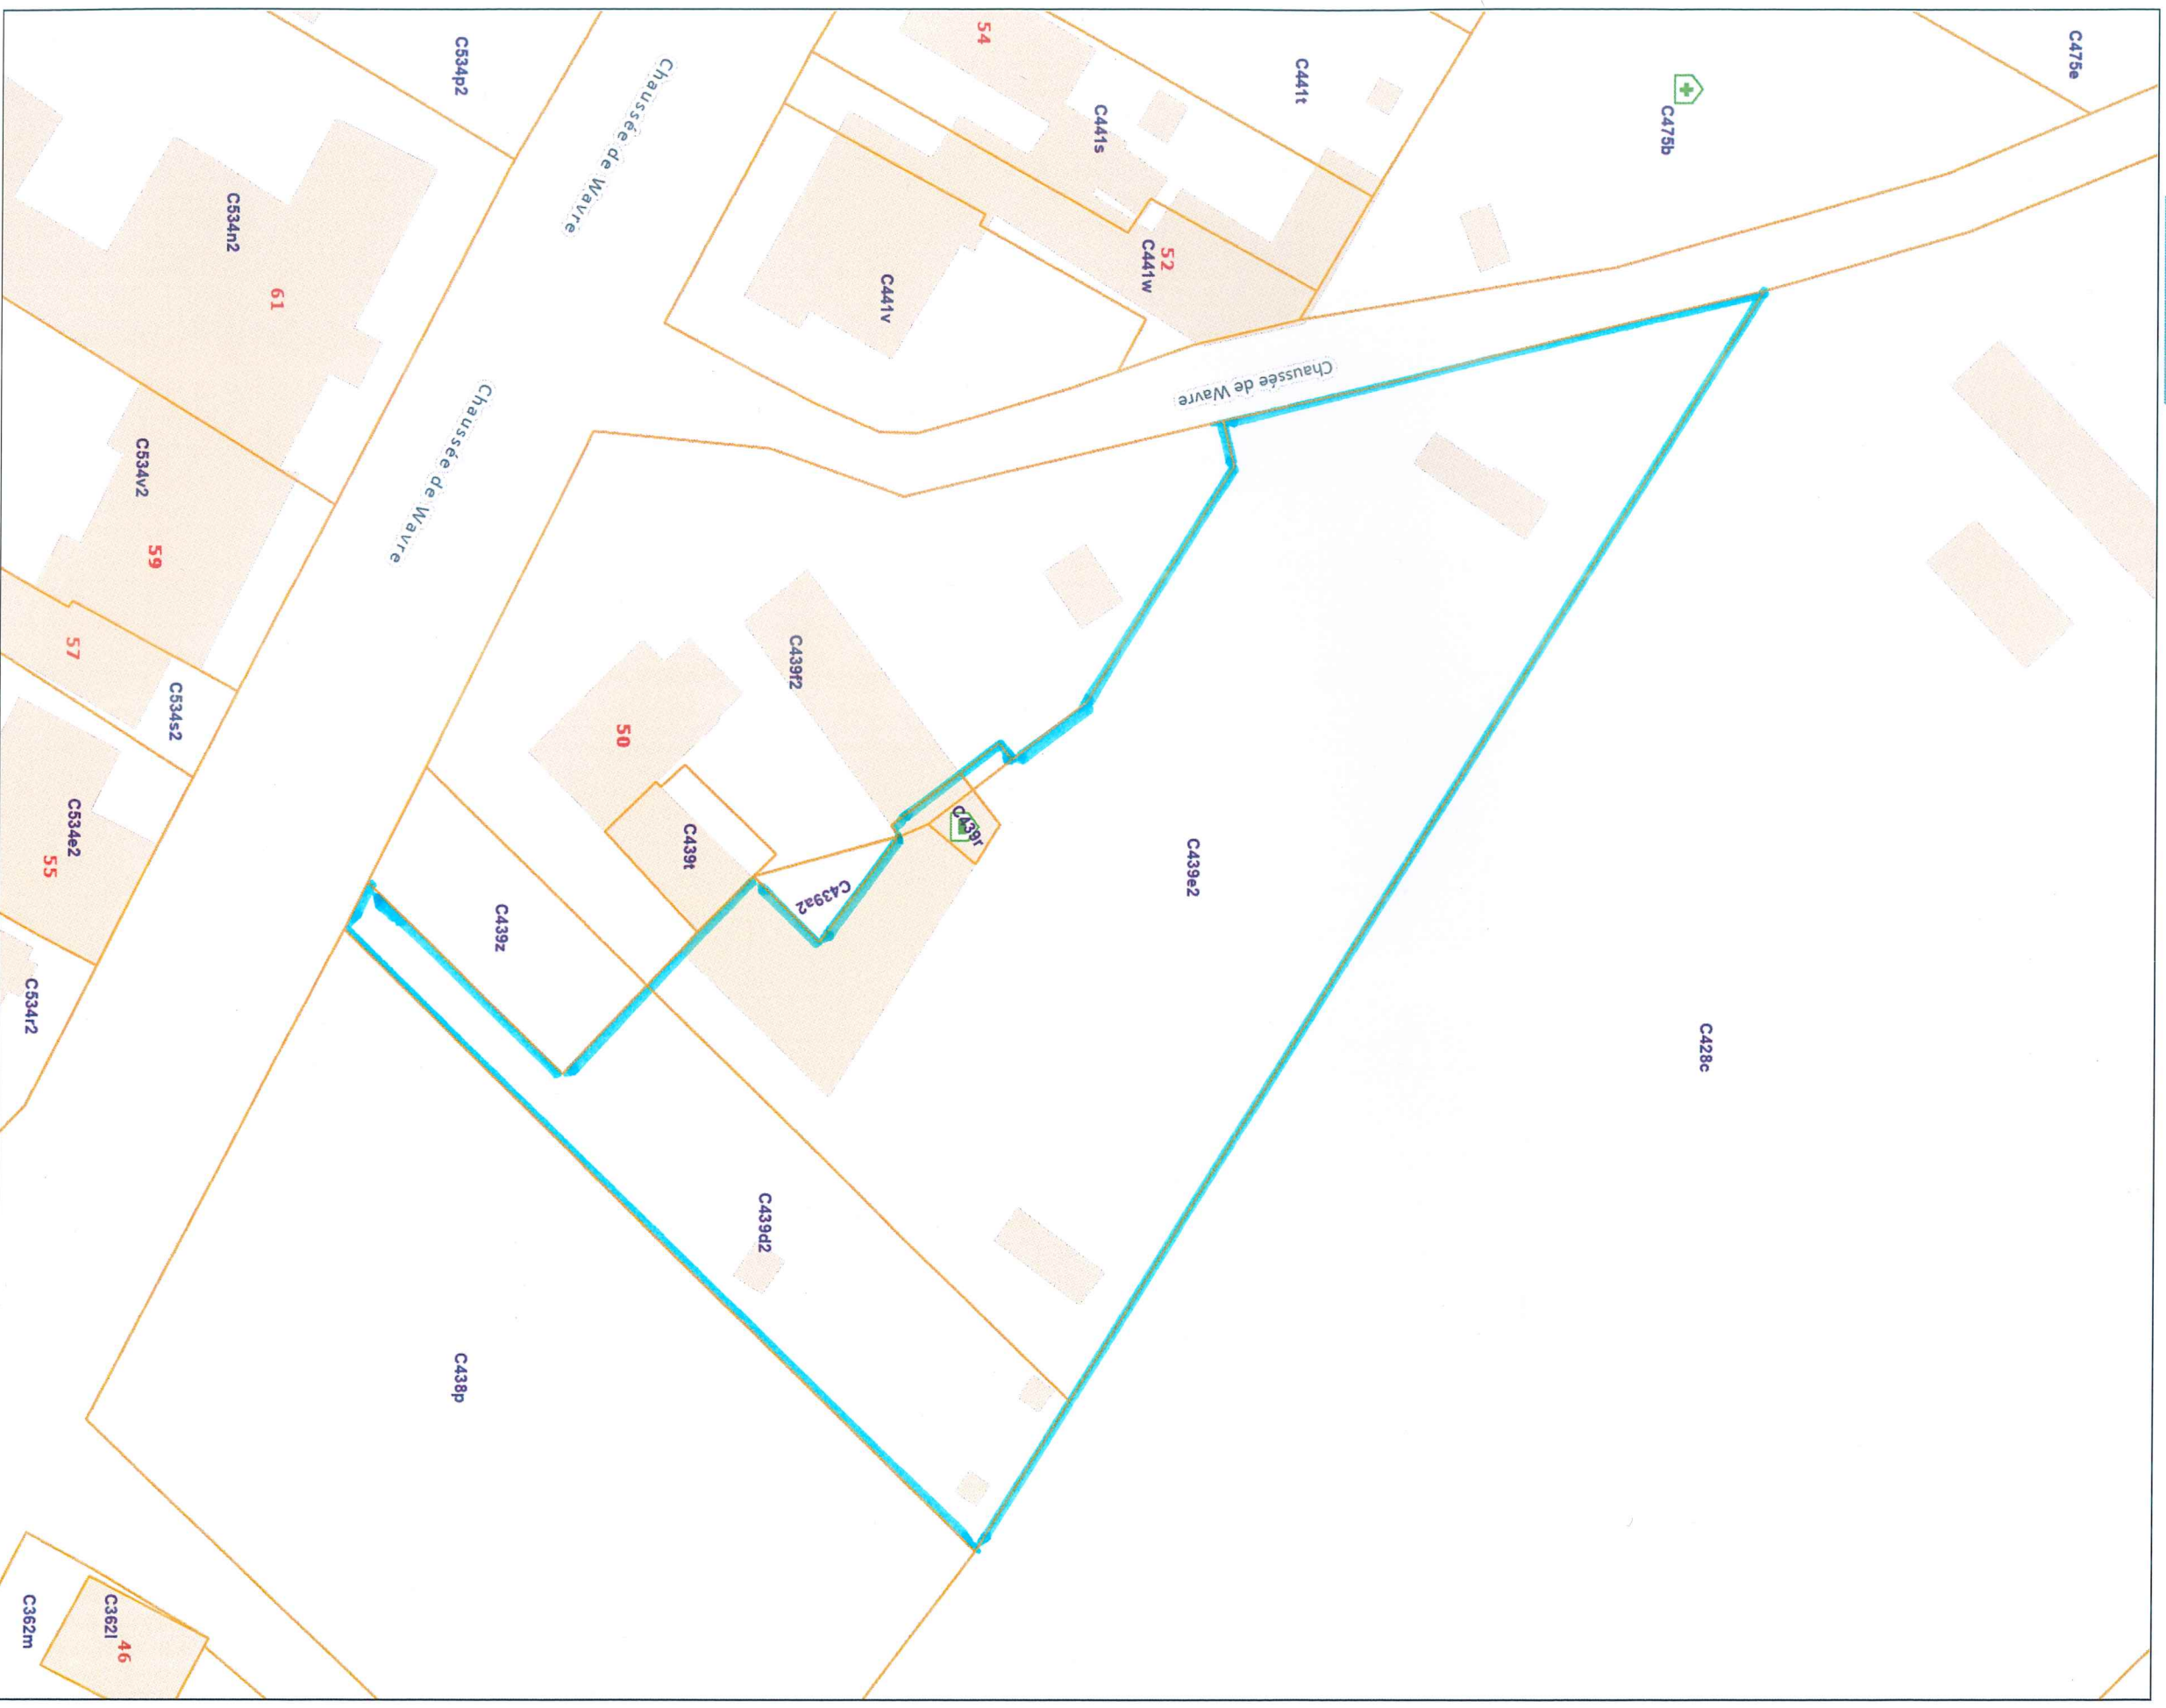 C475e
C475b
C441t
54
C441s
C534p2
Chaussée de Wavre
C534n2
61
52
C441w
C441v
Chaussée de Wavre
Chaussée de Wavre
C534v2
59
57
C534s2
C439f2
50
C534e2
55
C439t
C439r
C439e2
C439a2
C439z
C534r2
C428c
C439d2
C438p
C362l
46
C362m